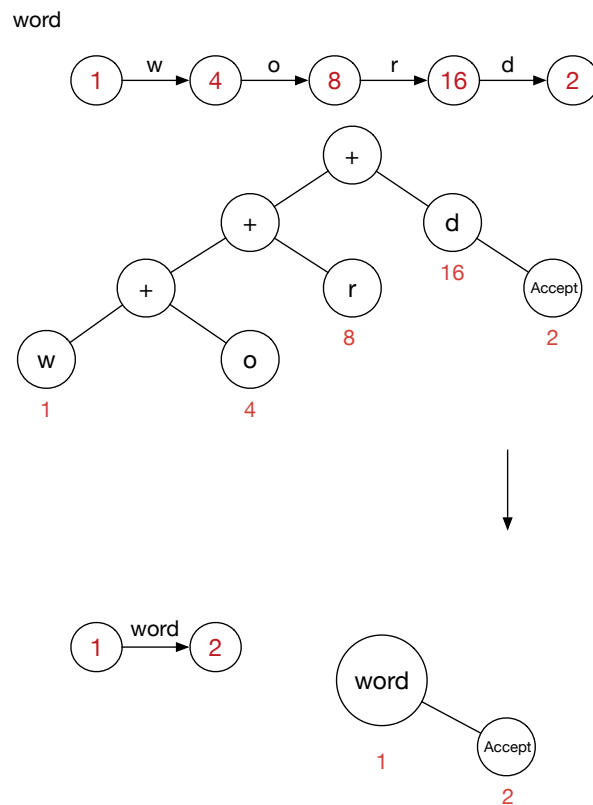 word
w o r d
1 4 8 16 2
+
+ d
16
+ r Accept
8 2
w o
1 4
word
1 2
word
Accept
1
2